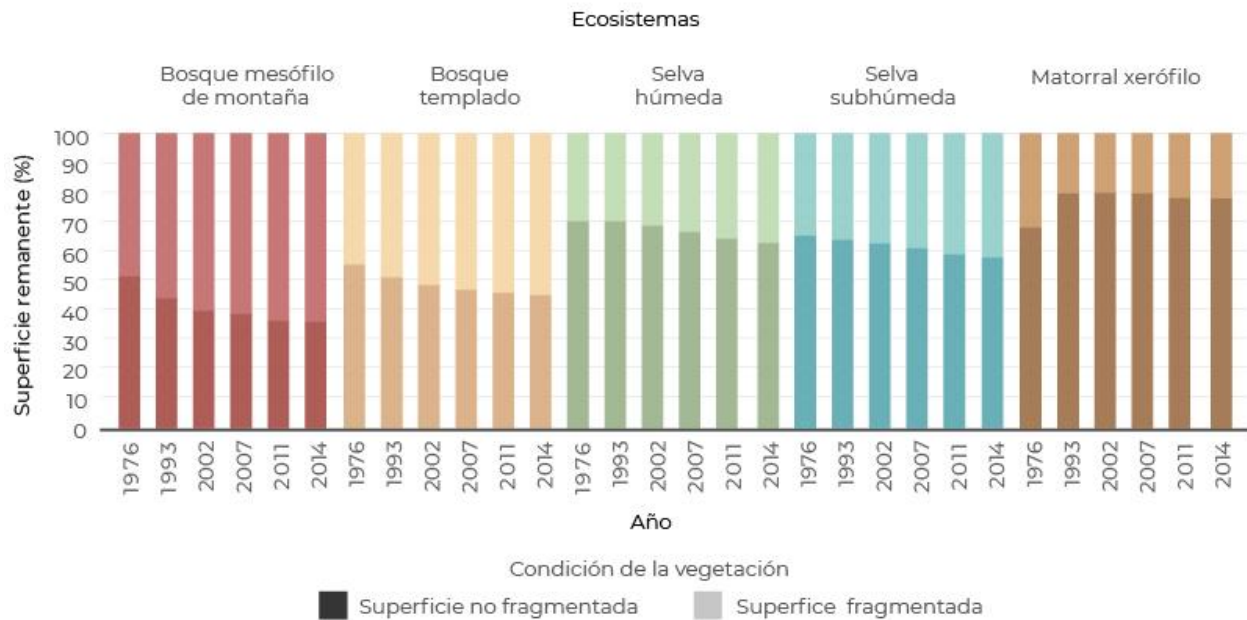 Ecosistemas
Bosque mesófilo
de montaña
Bosque
templado
Selva
húmeda
Selva
subhúmeda
Matorral xerófilo
Superficie remanente (%)
100
90
80
70
60
50
40
30
20
10
0
1976
1993
2002
2007
2011
2014
1976
1993
2002
2007
2011
2014
1976
1993
2002
2007
2011
2014
1976
1993
2002
2007
2011
2014
1976
1993
2002
2007
2011
2014
Año
Condición de la vegetación
Superficie no fragmentada
Superfice fragmentada